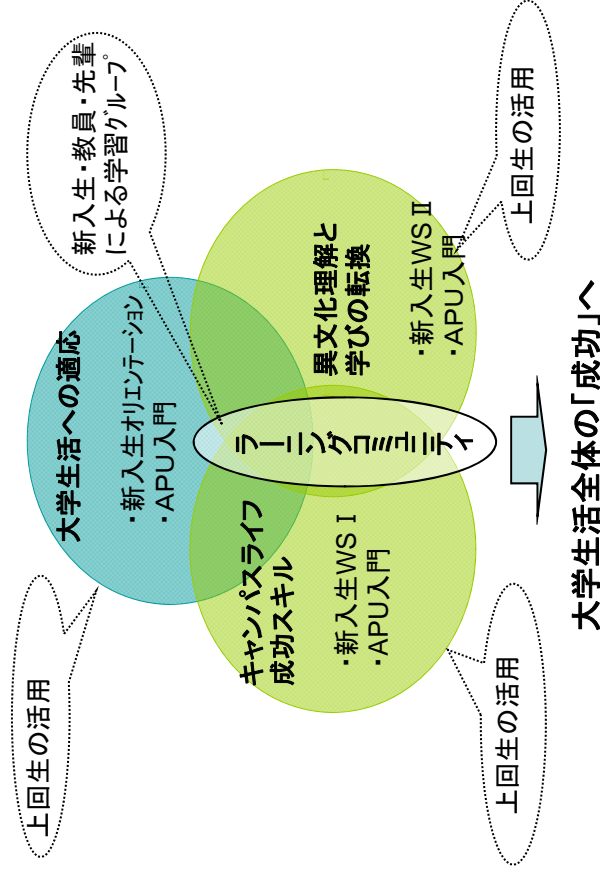 上回生の活用
新入生・教員・先輩
による学習グループ
大学生活への適応
・新入生オリエンテーション
・APU入門
キャンパスライフ
成功スキル
・新入生WSⅠ
・APU入門
ラーニングコミュニティ
異文化理解と
学びの転換
・新入生WSⅡ
・APU入門
上回生の活用
上回生の活用
大学生活全体の「成功」へ